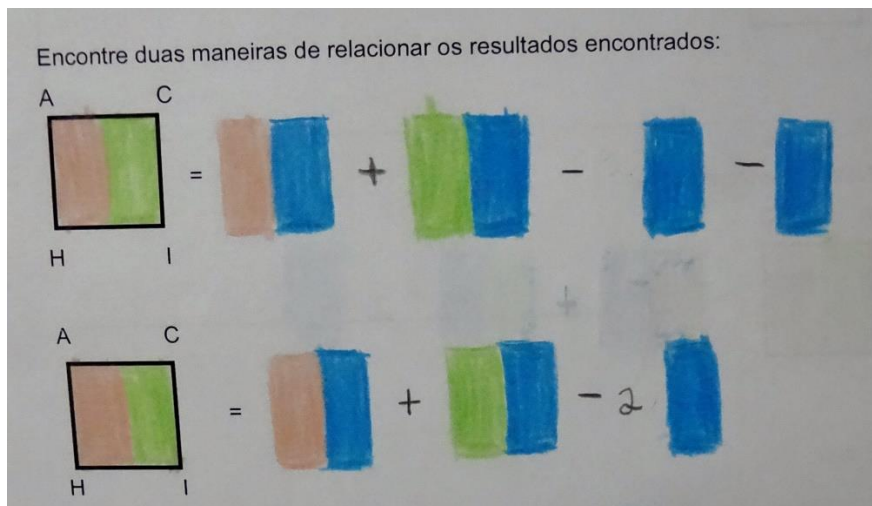 Encontre duas maneiras de relacionar os resultados encontrados:
A C
= + - -
H I
A C
= + - 2
H I